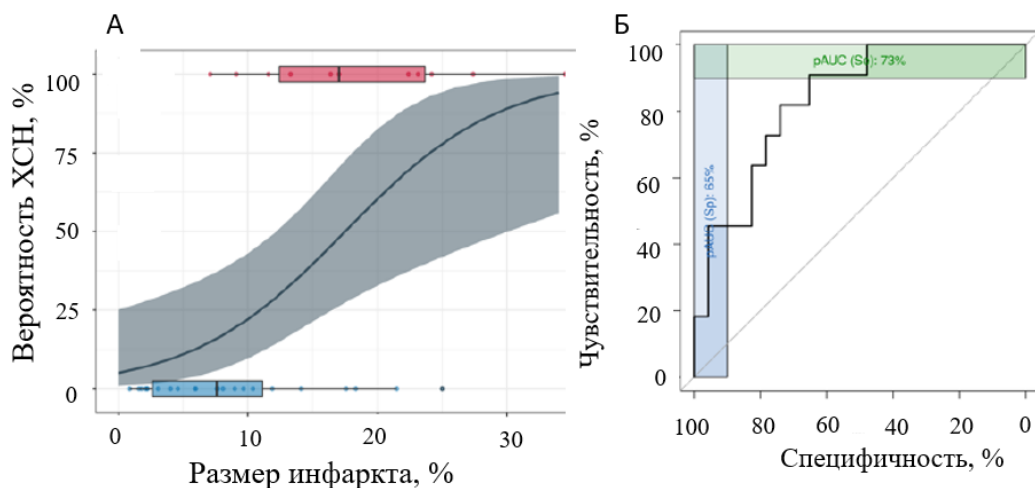 А
Б
Вероятность ХСН, %
100
75
50
25
0
0
10
20
30
Размер инфаркта, %
Чувствительность, %
100
80
60
40
20
0
pAUC (Se): 73%
pAUC (Sp): 65%
100
80
60
40
20
0
Специфичность, %